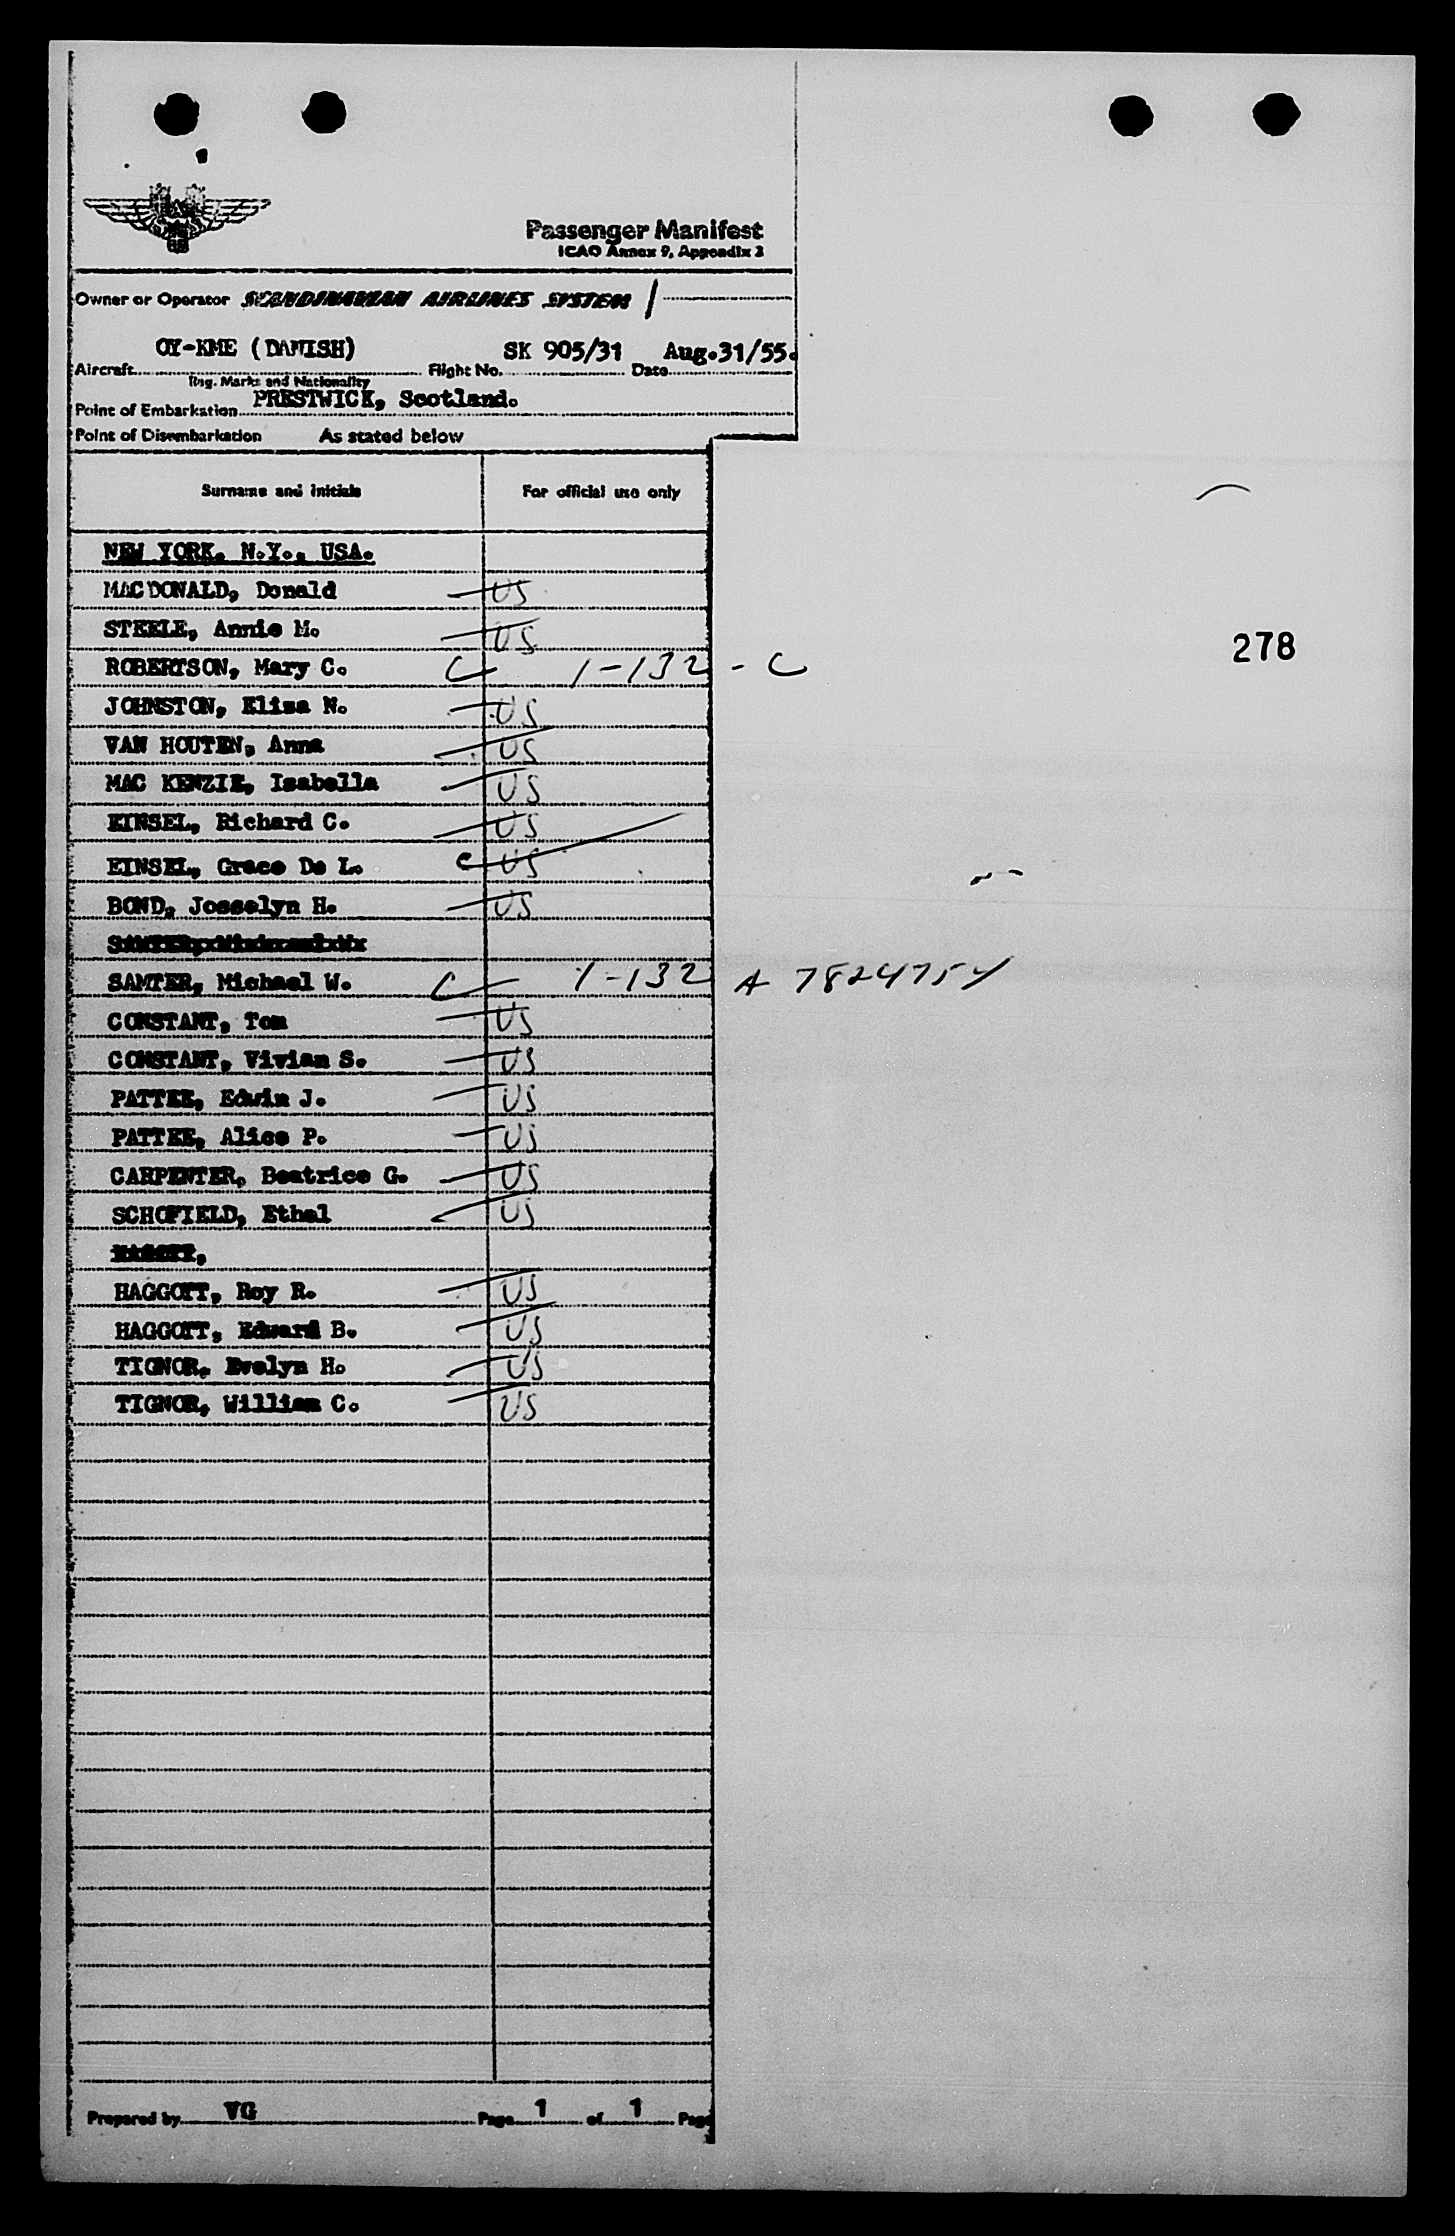 Passenger Manifest
ICAO Annex 9, Appendix 3
Owner or Operator SCANDINAVIAN AIRLINES SYSTEM /
OY-KME (DANISH) SK 905/31 Aug.31/55.
Aircraft Flight No. Date
Reg. Marks and Nationality
PRESTWICK, Scotland.
Point of Embarkation
Point of Disembarkation As stated below
Surname and initials For official use only
NEW YORK. N.Y., USA.
MAC DONALD, Donald US
STEELE, Annie M. US
278
ROBERTSON, Mary C. C 1-132 - C
JOHNSTON, Eliza N. US
VAN HOUTEN, Anna US
MAC KENZIE, Isabella US
EINSEL, Richard C. US
EINSEL, Grace De L. C US
BOND, Josselyn H. US
SAMTER, Michael W. C 1-132 A 7824754
CONSTANT, Tom US
CONSTANT, Vivian S. US
PATTEE, Edwin J. US
PATTEE, Alice P. US
CARPENTER, Beatrice G. US
SCHOFIELD, Ethel US
HAGGOTT, Roy R. US
HAGGOTT, Edward B. US
TIGNOR, Evelyn H. US
TIGNOR, William C. US
Prepared by VG Page 1 of 1 Page